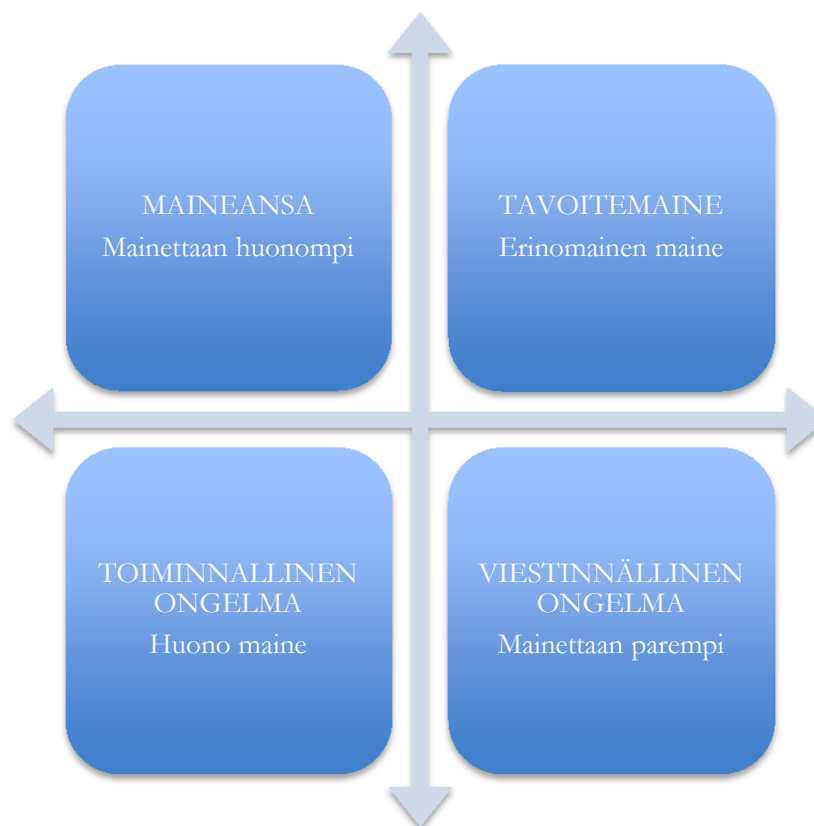 MAINEANSA
Mainettaan huonompi
TAVOITEMAINE
Erinomainen maine
TOIMINNALLINEN
ONGELMA
Huono maine
VIESTINNÄLLINEN
ONGELMA
Mainettaan parempi